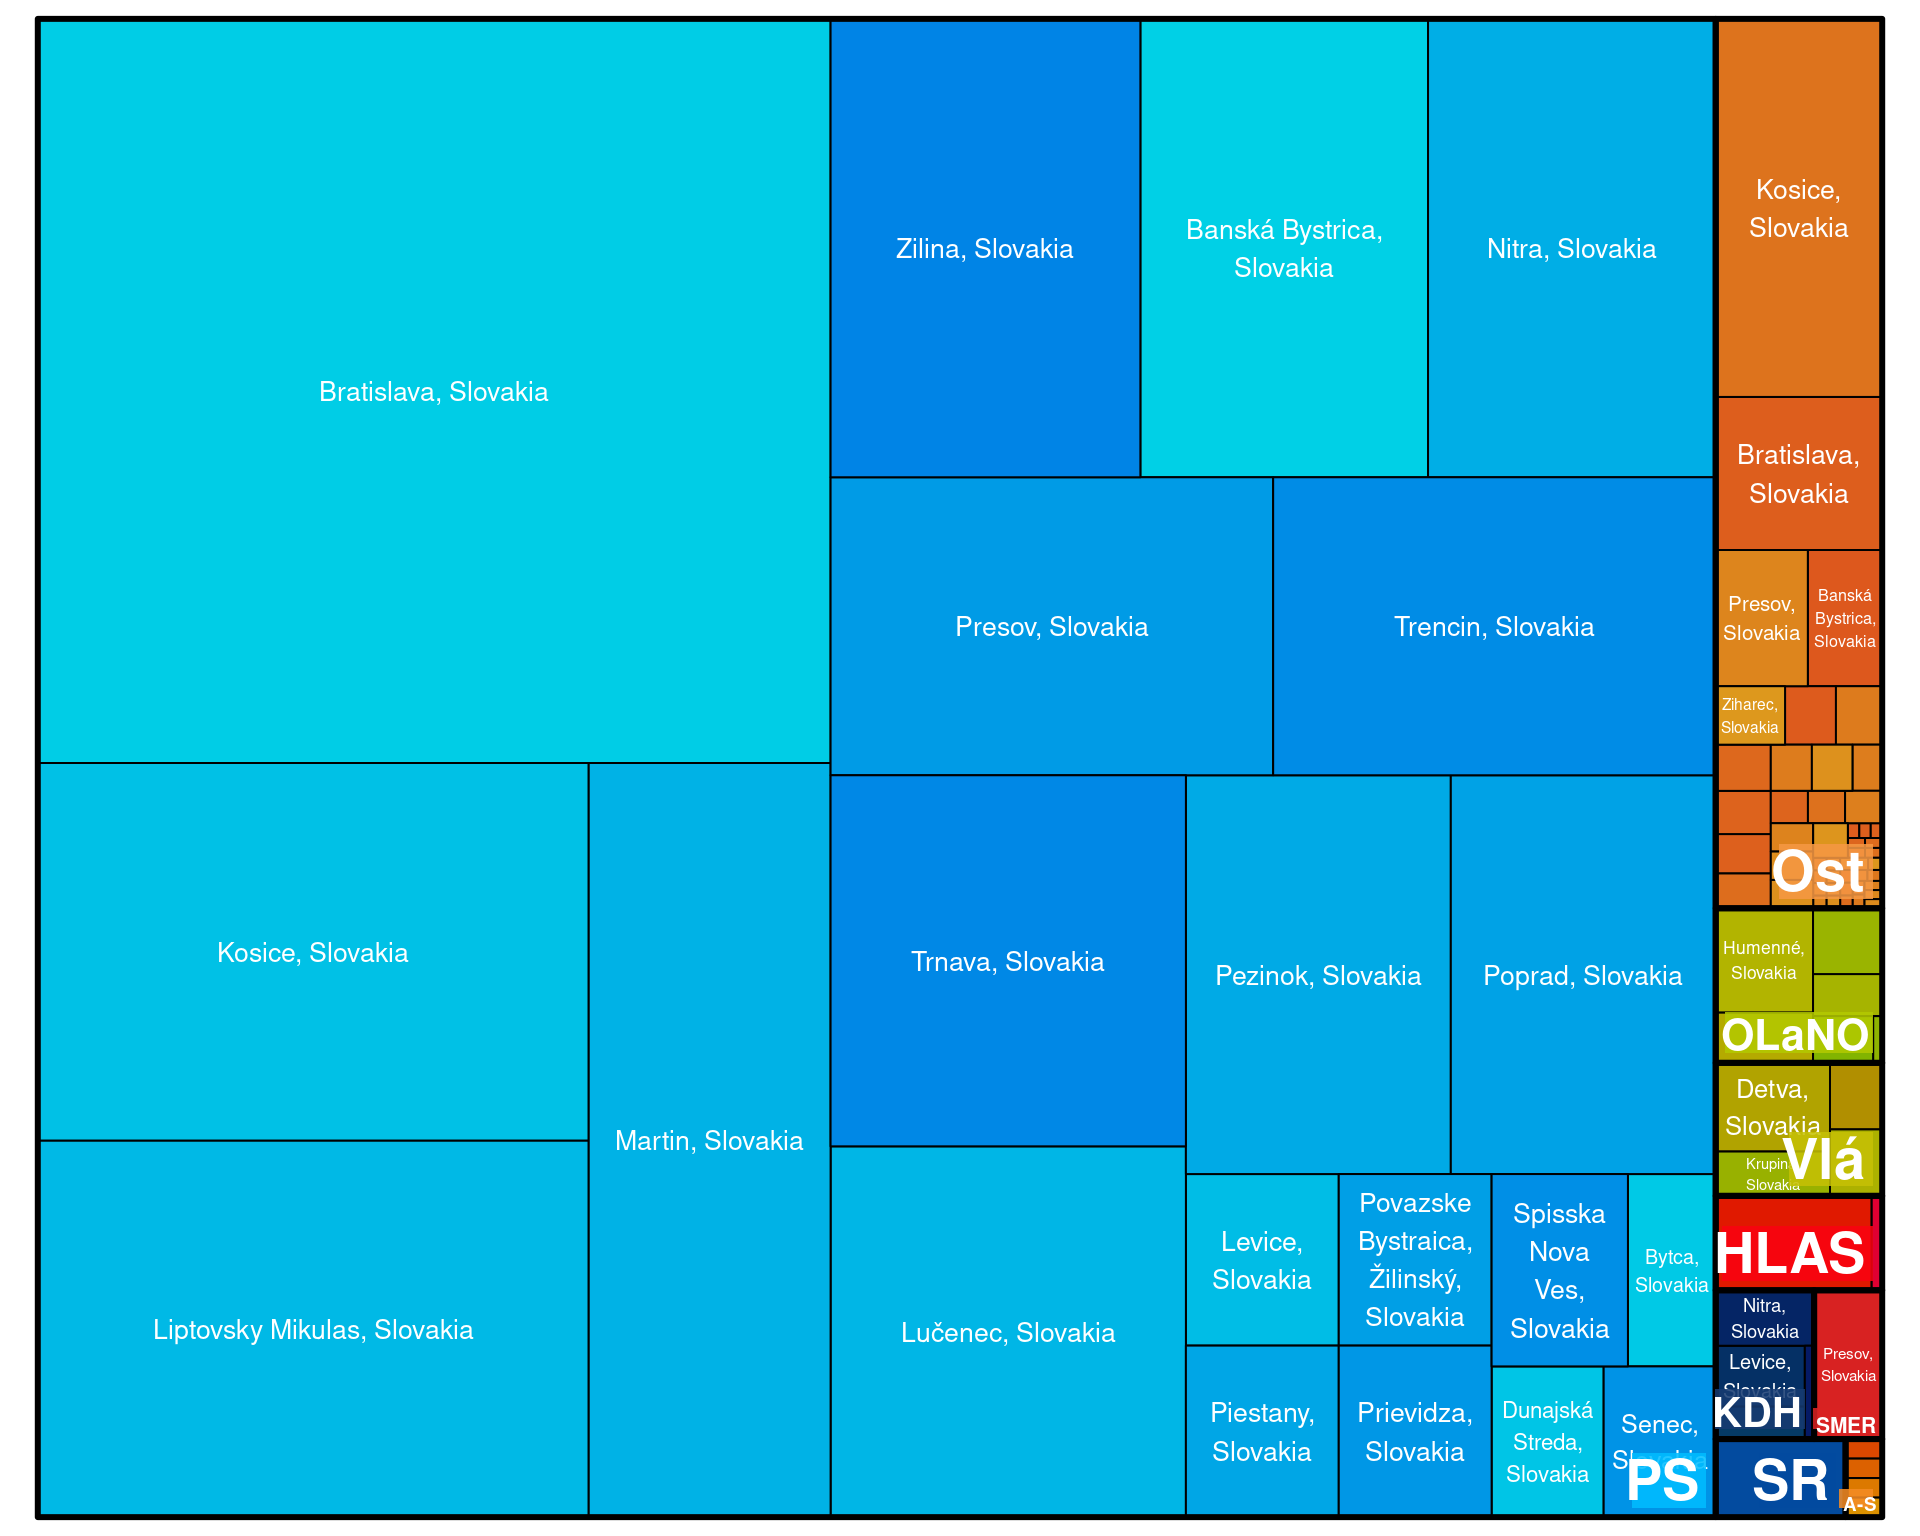 Bratislava, Slovakia
Zilina, Slovakia
Banská Bystrica,
Slovakia
Nitra, Slovakia
Presov, Slovakia
Trencin, Slovakia
Kosice, Slovakia
Martin, Slovakia
Liptovsky Mikulas, Slovakia
Trnava, Slovakia
Pezinok, Slovakia
Poprad, Slovakia
Lučenec, Slovakia
Levice,
Slovakia
Povazske
Bystraica,
Žilinský,
Slovakia
Spisska
Nova
Ves,
Slovakia
Bytca,
Slovakia
Piestany,
Slovakia
Prievidza,
Slovakia
Dunajská
Streda,
Slovakia
Senec,
Slovakia
PS
Kosice,
Slovakia
Bratislava,
Slovakia
Presov,
Slovakia
Banská
Bystrica,
Slovakia
Ziharec,
Slovakia
Ost
Humenné,
Slovakia
OLaNO
Detva,
Slovakia
Krupin
Slovakia
Vlá
HLAS
Nitra,
Slovakia
Levice,
Slovakia
KDH
Presov,
Slovakia
SMER
SR
A-S